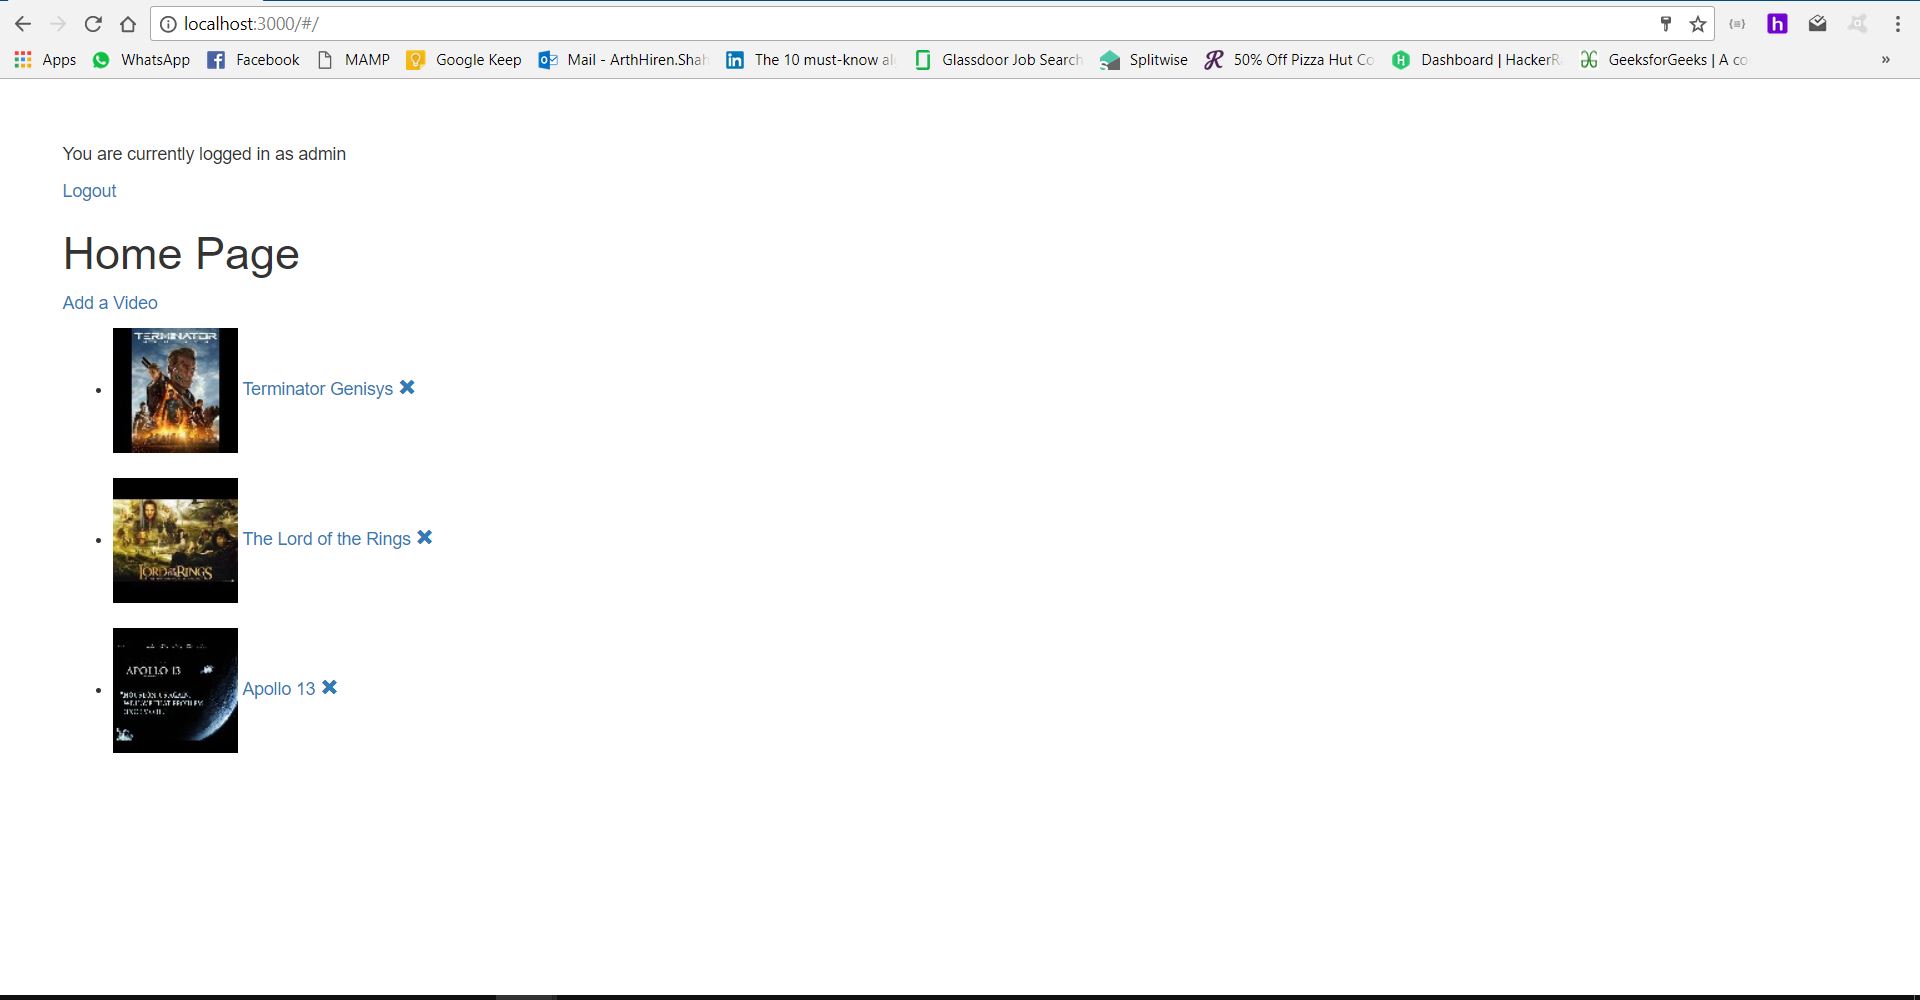 localhost:3000/#/
Apps WhatsApp Facebook MAMP Google Keep Mail - ArthHiren.Shah The 10 must-know Glassdoor Job Search Splitwise 50% Off Pizza Hut Co Dashboard | HackerR GeeksforGeeks | A co »
You are currently logged in as admin
Logout
Home Page
Add a Video
TERMINATOR
Terminator Genisys
The Lord of the Rings
LORD OF THE RINGS
APOLLO 13
Apollo 13